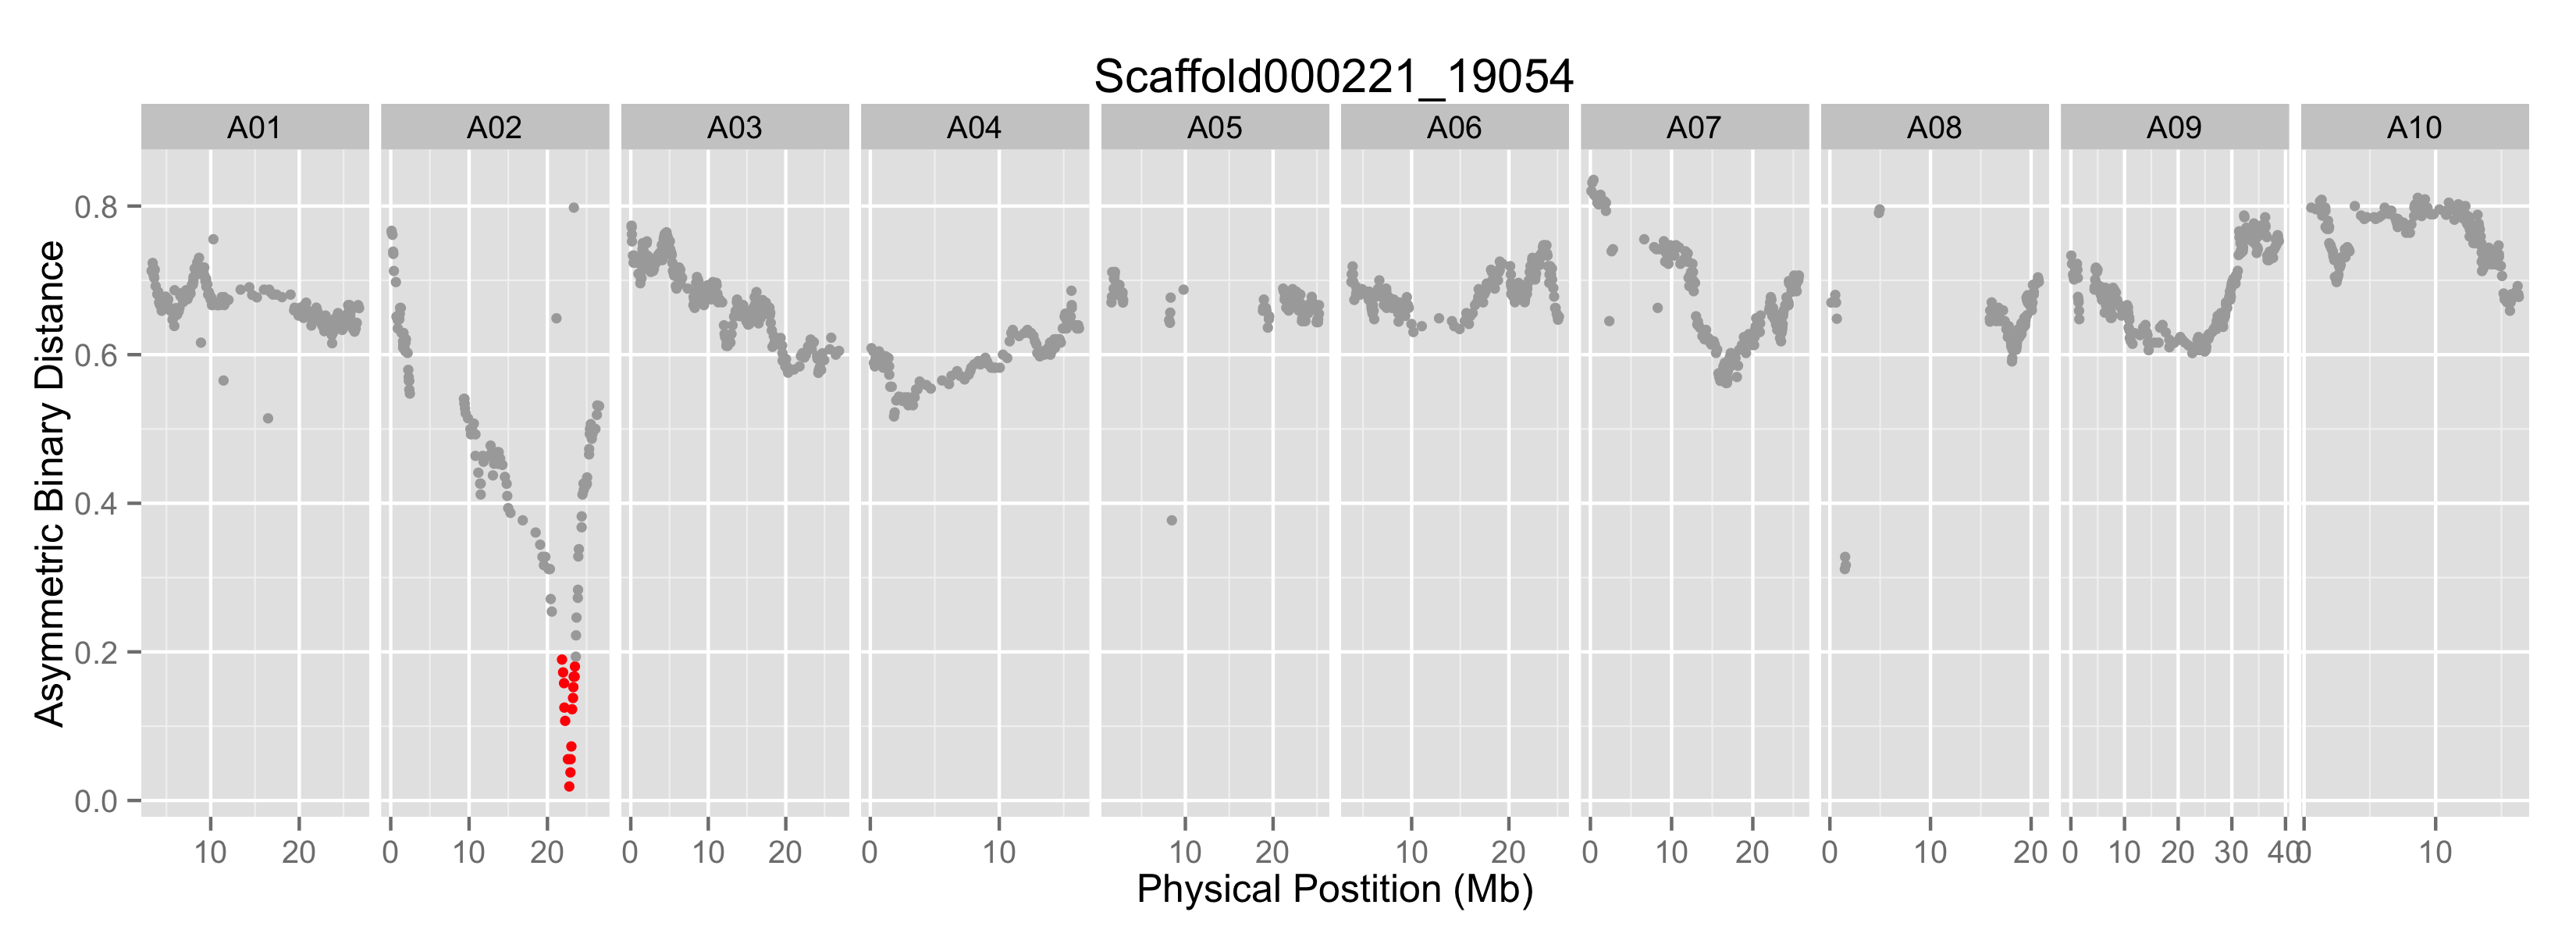 Scaffold000221_19054
A01 A02 A03 A04 A05 A06 A07 A08 A09 A10
Asymmetric Binary Distance
0.8
0.6
0.4
0.2
0.0
10 20 0 10 20 0 10 20 0 10 10 20 10 20 0 10 20 0 10 20 0 10 20 30 40 0 10
Physical Postition (Mb)